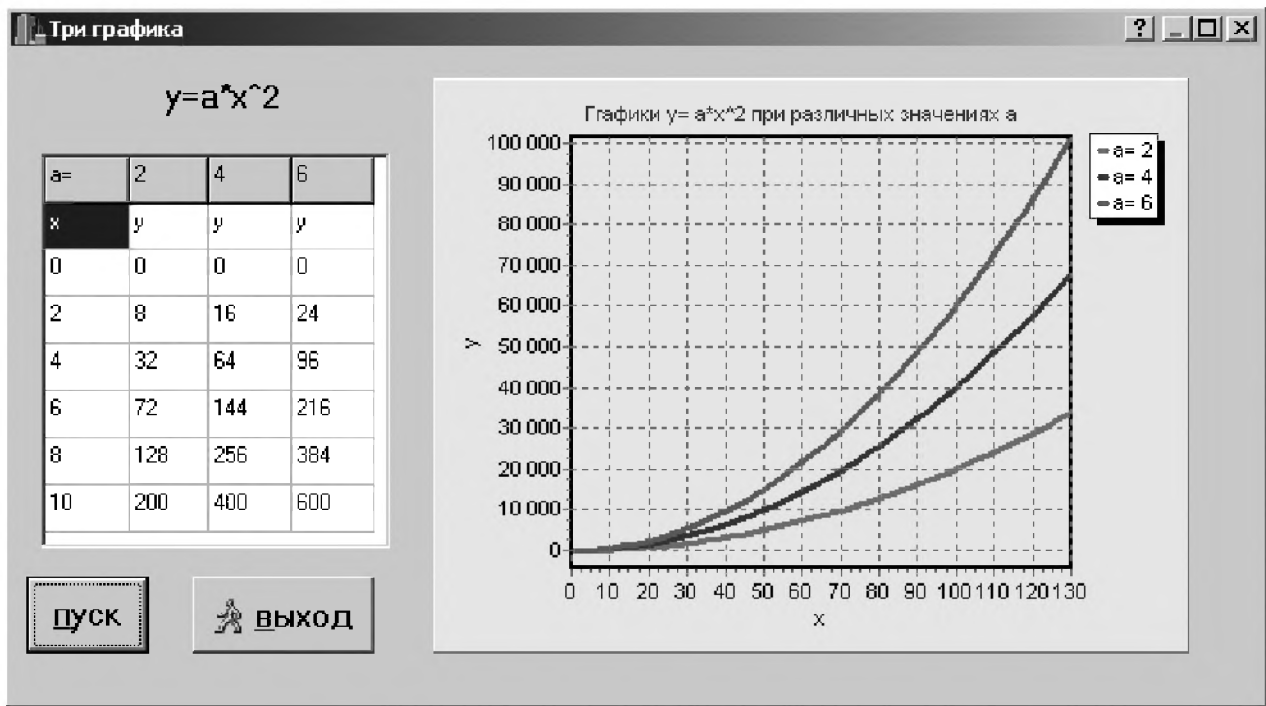 Три графика
y=a*x^2
a= 2 4 6
x y y y
0 0 0 0
2 8 16 24
4 32 64 96
6 72 144 216
8 128 256 384
10 200 400 600
ПУСК
ВЫХОД
Графики y= a*x^2 при различных значениях a
100 000
90 000
80 000
70 000
60 000
50 000
40 000
30 000
20 000
10 000
0
y
0 10 20 30 40 50 60 70 80 90 100 110 120 130
x
a= 2
a= 4
a= 6